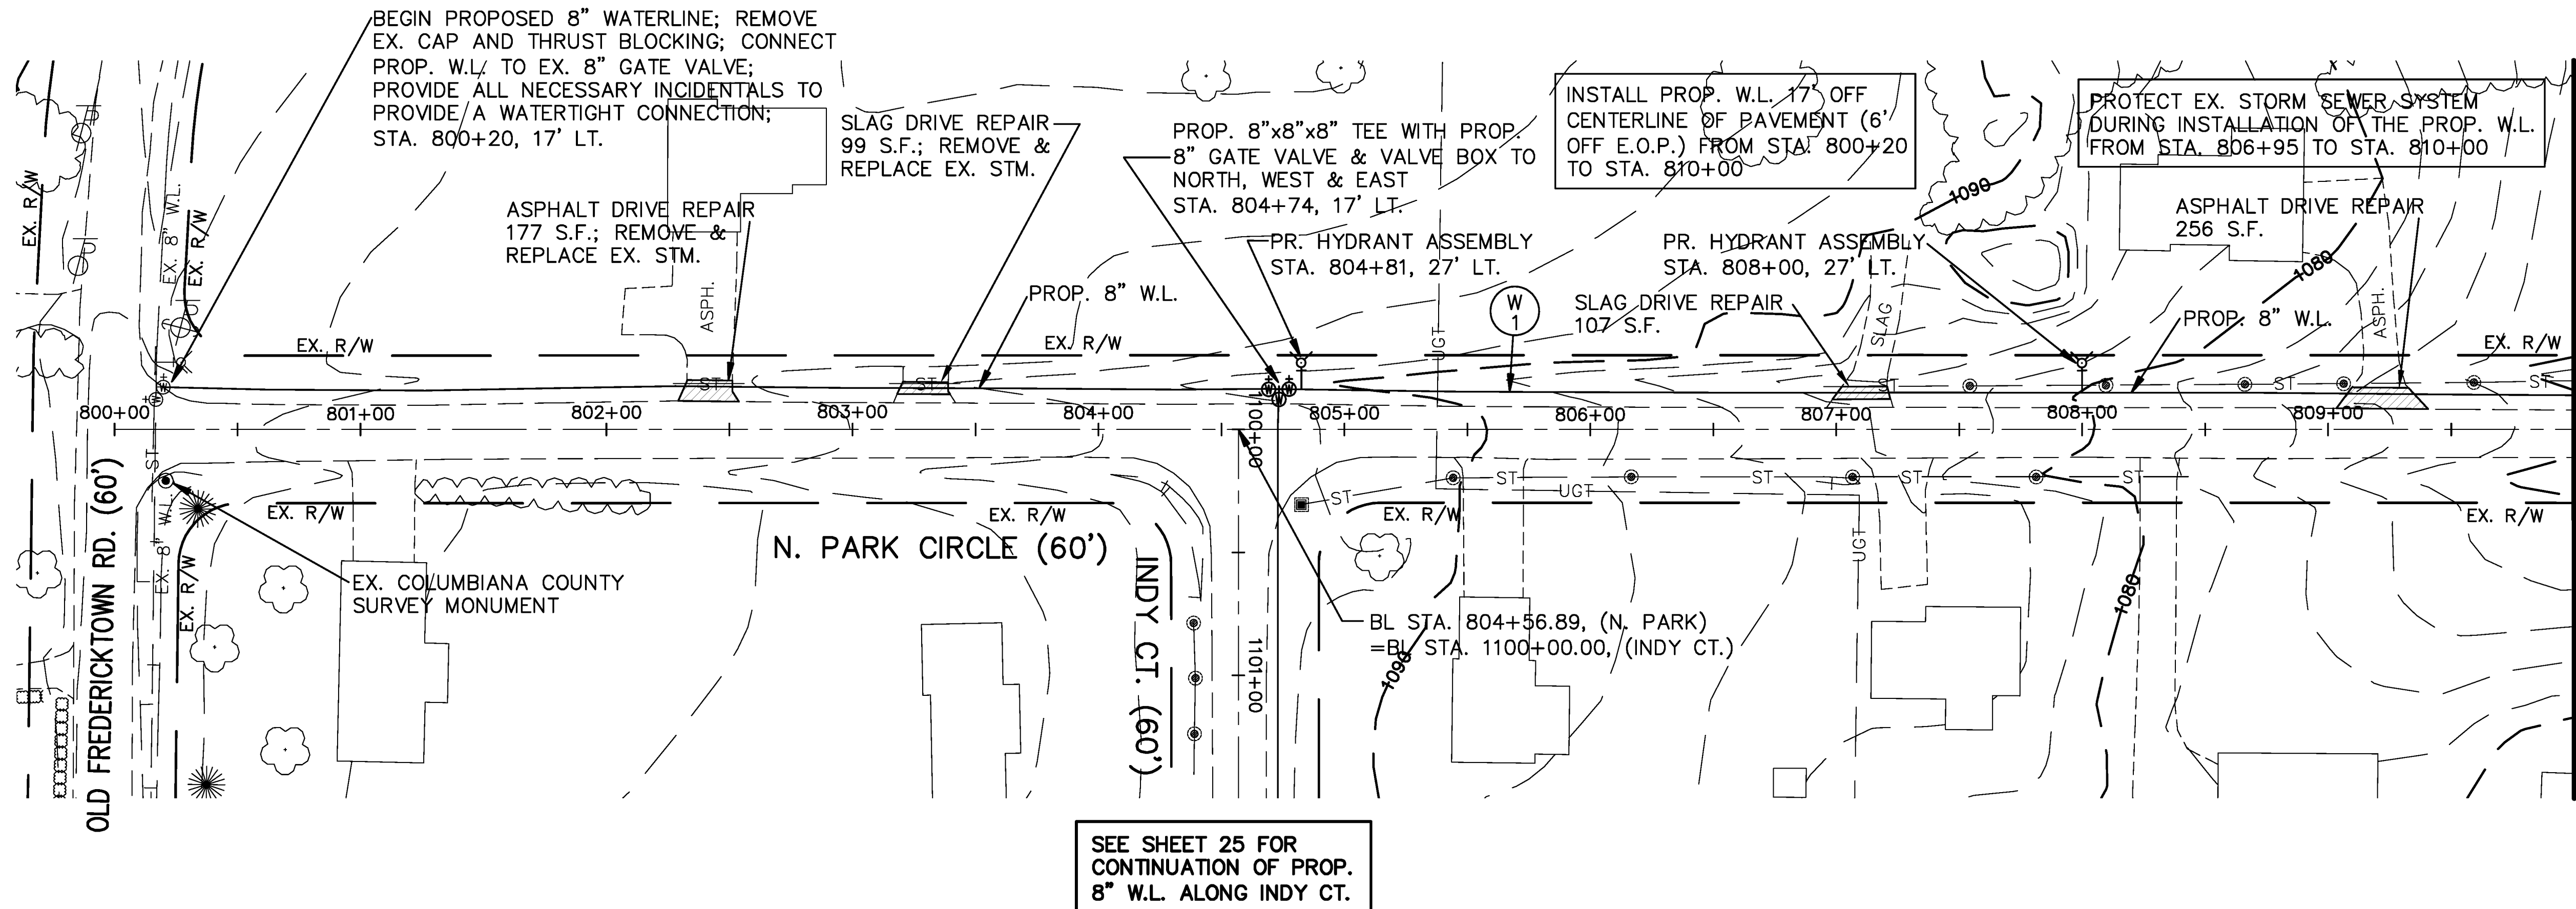 BEGIN PROPOSED 8" WATERLINE; REMOVE
EX. CAP AND THRUST BLOCKING; CONNECT
PROP. W.L. TO EX. 8" GATE VALVE;
PROVIDE ALL NECESSARY INCIDENTALS TO
PROVIDE A WATERTIGHT CONNECTION;
STA. 800+20, 17' LT.
SLAG DRIVE REPAIR
99 S.F.; REMOVE &
REPLACE EX. STM.
PROP. 8"x8"x8" TEE WITH PROP.
8" GATE VALVE & VALVE BOX TO
NORTH, WEST & EAST
STA. 804+74, 17' LT.
INSTALL PROP. W.L. 17' OFF
CENTERLINE OF PAVEMENT (6'
OFF E.O.P.) FROM STA. 800+20
TO STA. 810+00
PROTECT EX. STORM SEWER SYSTEM
DURING INSTALLATION OF THE PROP. W.L.
FROM STA. 806+95 TO STA. 810+00
ASPHALT DRIVE REPAIR
177 S.F.; REMOVE &
REPLACE EX. STM.
PR. HYDRANT ASSEMBLY
STA. 804+81, 27' LT.
PR. HYDRANT ASSEMBLY
STA. 808+00, 27' LT.
ASPHALT DRIVE REPAIR
256 S.F.
1090
1080
EX. R/W
EX. 8" W.L.
EX. R/W
ASPH.
PROP. 8" W.L.
UGT
W
1
SLAG DRIVE REPAIR
107 S.F.
SLAG
PROP. 8" W.L.
ASPH.
EX. R/W
EX. R/W
EX. R/W
ST
ST
ST
ST
ST
800+00
801+00
802+00
803+00
804+00
805+00
806+00
807+00
808+00
809+00
1100+00
ST
ST
ST
UGT
ST
ST
ST
EX. R/W
EX. R/W
EX. R/W
EX. R/W
EX. 8" W.L.
EX. R/W
OLD FREDERICKTOWN RD. (60')
N. PARK CIRCLE (60')
INDY CT. (60')
UGT
EX. COLUMBIANA COUNTY
SURVEY MONUMENT
1101+00
BL STA. 804+56.89, (N. PARK)
=BL STA. 1100+00.00, (INDY CT.)
1090
1080
SEE SHEET 25 FOR
CONTINUATION OF PROP.
8" W.L. ALONG INDY CT.